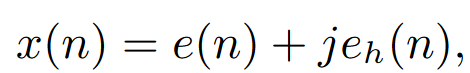 x(n) = e(n) + je_h(n),